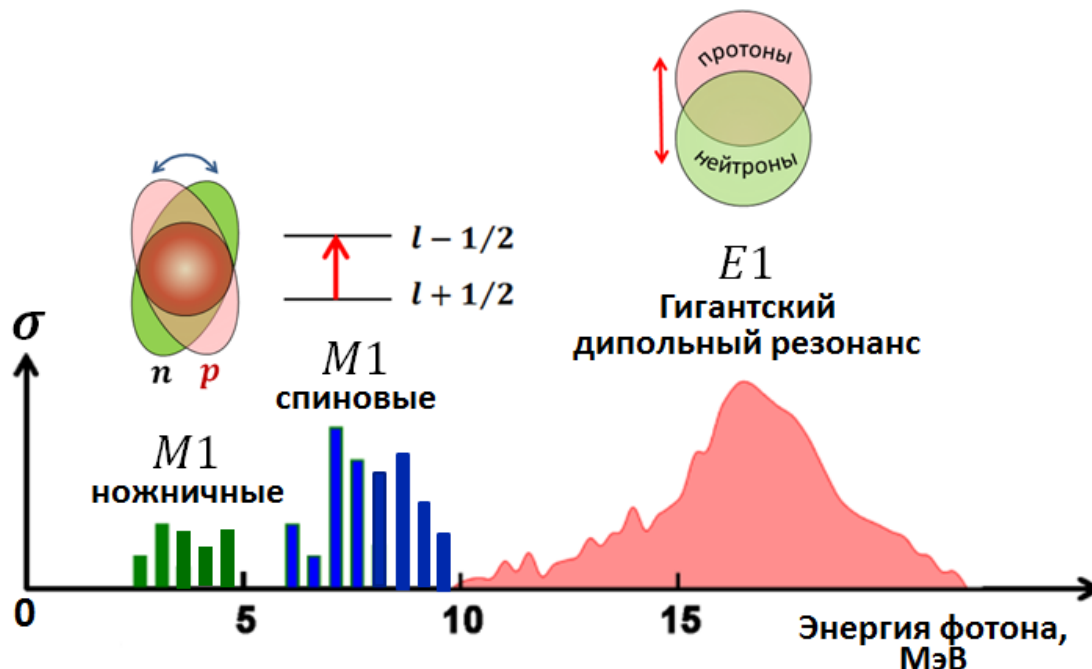 протоны
нейтроны
l − 1/2
l + 1/2
n p
E1
Гигантский
дипольный резонанс
σ
M1
спиновые
M1
ножничные
0 5 10 15
Энергия фотона,
МэВ